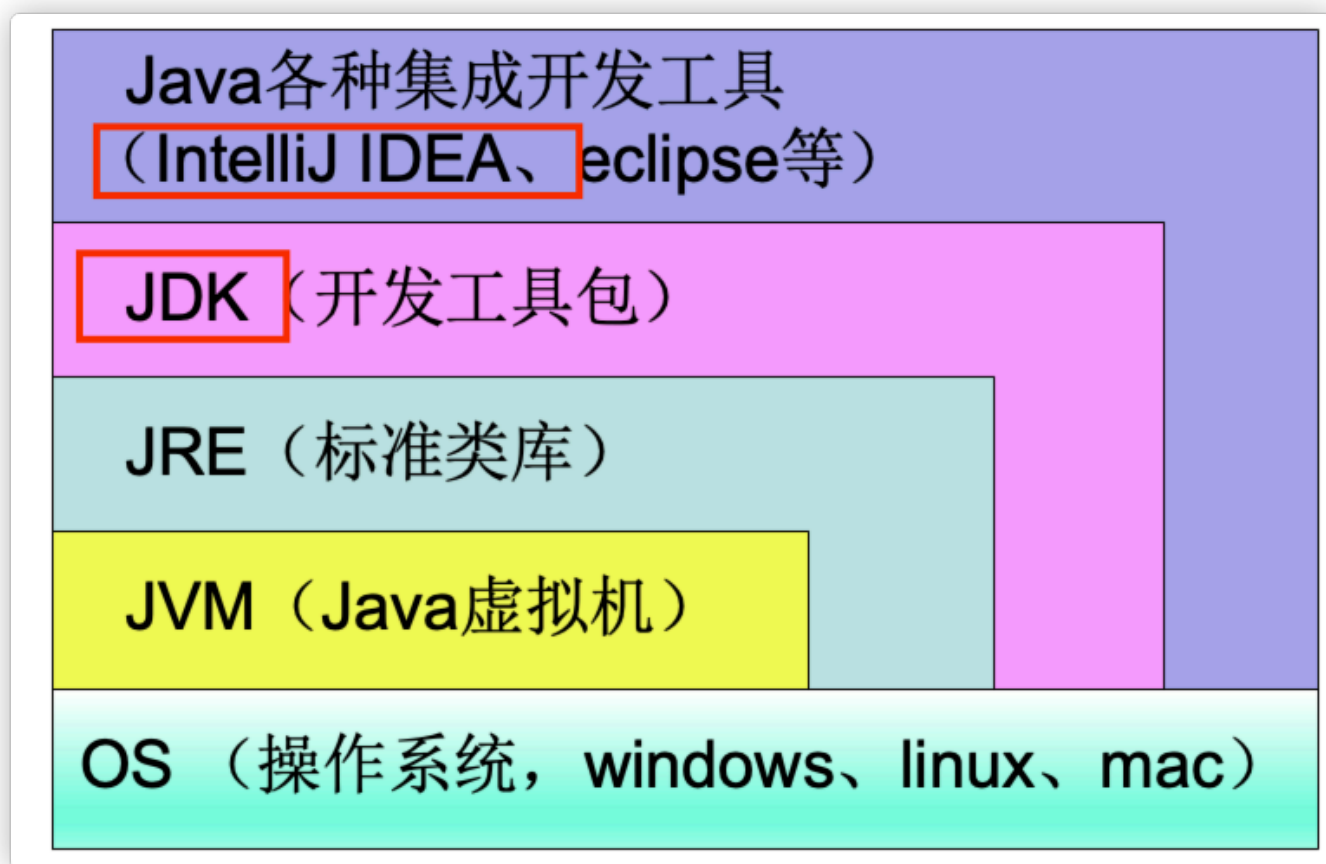 Java各种集成开发工具
（IntelliJ IDEA、eclipse等）
JDK（开发工具包）
JRE（标准类库）
JVM（Java虚拟机）
OS （操作系统，windows、linux、mac）